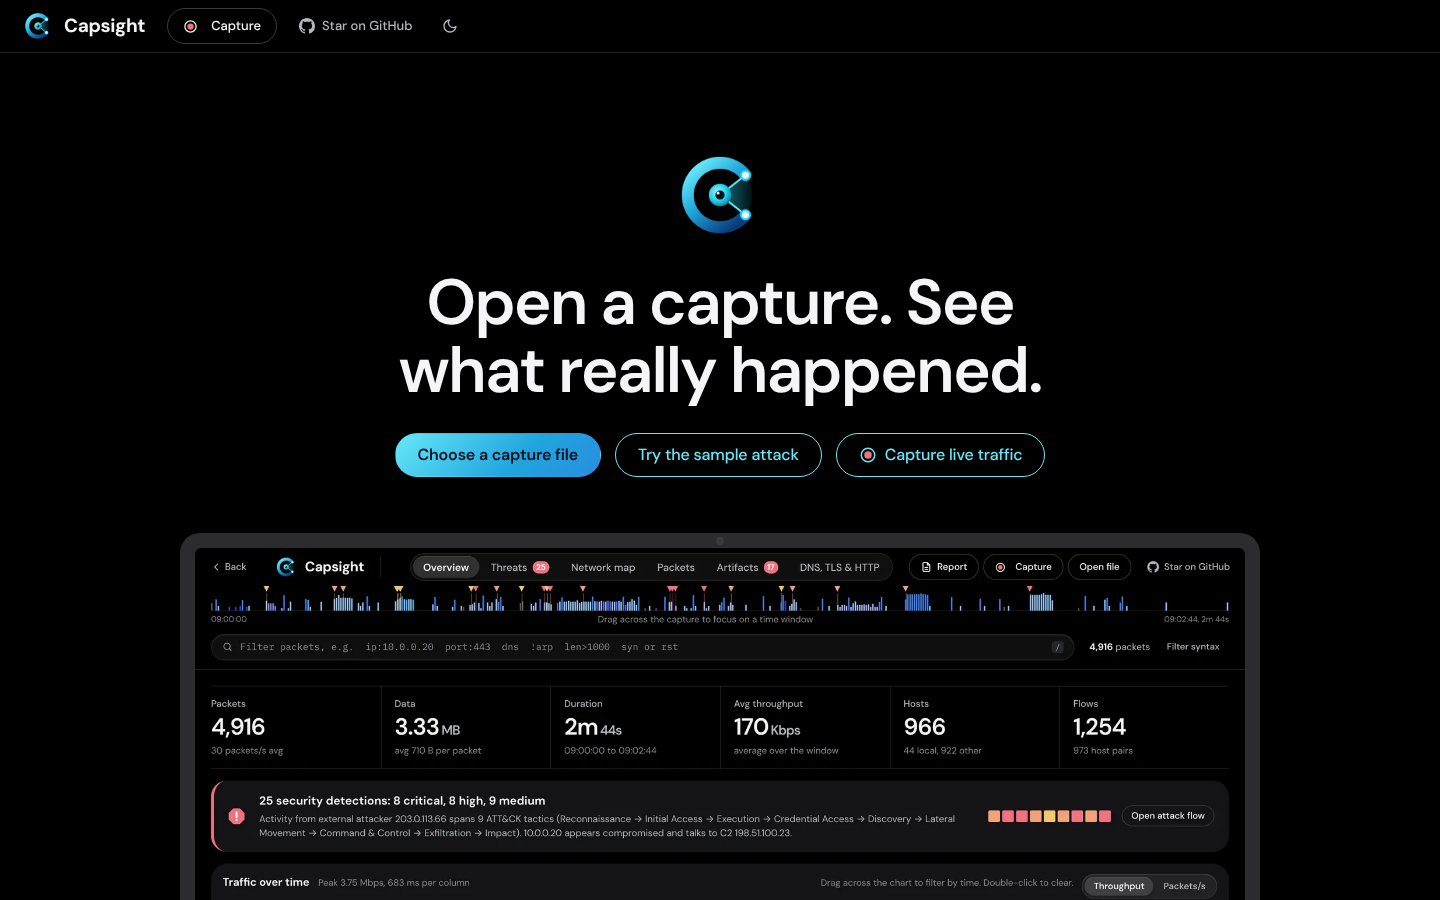 Capsight Capture Star on GitHub
Open a capture. See
what really happened.
Choose a capture file Try the sample attack Capture live traffic
Back Capsight Overview Threats 25 Network map Packets Artifacts 17 DNS, TLS & HTTP Report Capture Open file Star on GitHub
09:00:00 Drag across the capture to focus on a time window 09:02:44, 2m 44s
Filter packets, e.g. ip:10.0.0.20 port:443 dns !arp len>1000 syn or rst / 4,916 packets Filter syntax
Packets Data Duration Avg throughput Hosts Flows
4,916 3.33 MB 2m 44s 170 Kbps 966 1,254
30 packets/s avg avg 710 B per packet 09:00:00 to 09:02:44 average over the window 44 local, 922 other 973 host pairs
25 security detections: 8 critical, 8 high, 9 medium
Activity from external attacker 203.0.113.66 spans 9 ATT&CK tactics (Reconnaissance → Initial Access → Execution → Credential Access → Discovery → Lateral
Movement → Command & Control → Exfiltration → Impact). 10.0.0.20 appears compromised and talks to C2 198.51.100.23.
Open attack flow
Traffic over time Peak 3.75 Mbps, 683 ms per column Drag across the chart to filter by time. Double-click to clear. Throughput Packets/s